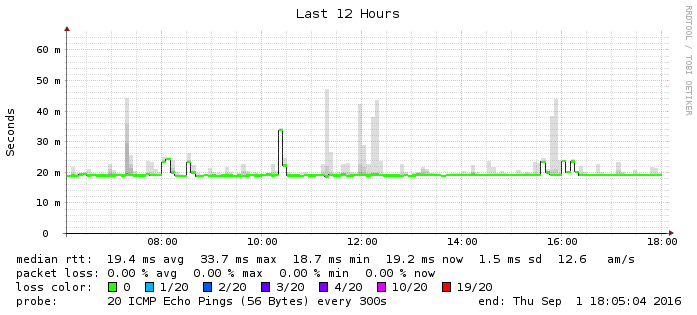 Last 12 Hours
RRDTOOL / TOBI OETIKER
Seconds
60 m
50 m
40 m
30 m
20 m
10 m
0
08:00 10:00 12:00 14:00 16:00 18:00
median rtt: 19.4 ms avg 33.7 ms max 18.7 ms min 19.2 ms now 1.5 ms sd 12.6 am/s
packet loss: 0.00 % avg 0.00 % max 0.00 % min 0.00 % now
loss color: 0 1/20 2/20 3/20 4/20 10/20 19/20
probe: 20 ICMP Echo Pings (56 Bytes) every 300s end: Thu Sep 1 18:05:04 2016